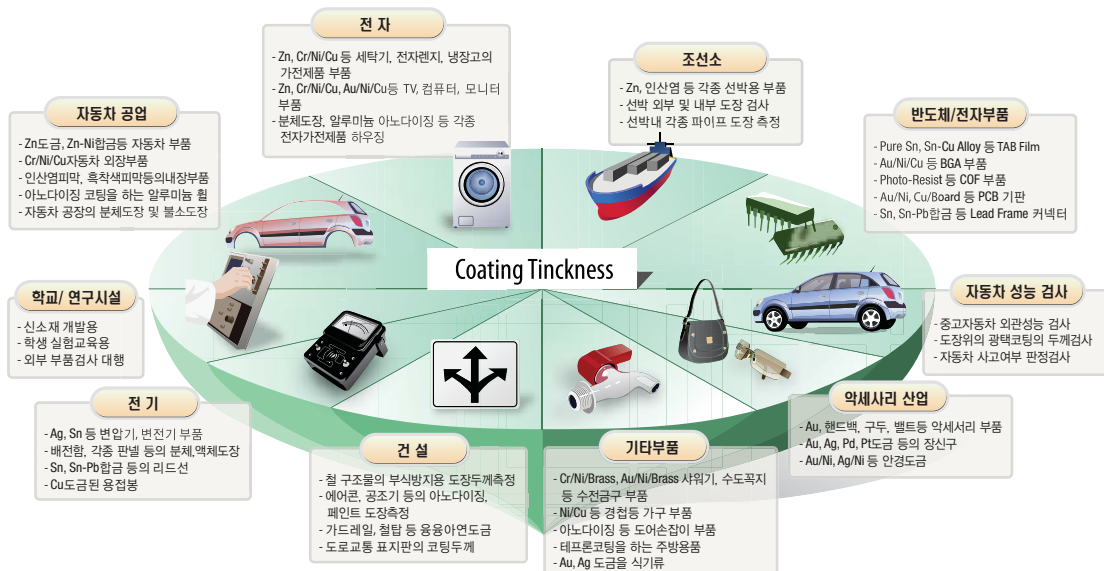 전 자
- Zn, Cr/Ni/Cu 등 세탁기, 전자렌지, 냉장고의
가전제품 부품
- Zn, Cr/Ni/Cu, Au/Ni/Cu등 TV, 컴퓨터, 모니터
부품
- 분체도장, 알루미늄 아노다이징 등 각종
전자가전제품 하우징
조선소
- Zn, 인산염 등 각종 선박용 부품
- 선박 외부 및 내부 도장 검사
- 선박내 각종 파이프 도장 측정
자동차 공업
- Zn도금, Zn-Ni합금등 자동차 부품
- Cr/Ni/Cu자동차 외장부품
- 인산염피막, 흑착색피막등의내장부품
- 아노다이징 코팅을 하는 알루미늄 휠
- 자동차 공장의 분체도장 및 불소도장
반도체/전자부품
- Pure Sn, Sn-Cu Alloy 등 TAB Film
- Au/Ni/Cu 등 BGA 부품
- Photo-Resist 등 COF 부품
- Au/Ni, Cu/Board 등 PCB 기판
- Sn, Sn-Pb합금 등 Lead Frame 커넥터
Coating Tinckness
학교/ 연구시설
- 신소재 개발용
- 학생 실험교육용
- 외부 부품검사 대행
자동차 성능 검사
- 중고자동차 외관성능 검사
- 도장위의 광택코팅의 두께검사
- 자동차 사고여부 판정검사
전 기
- Ag, Sn 등 변압기, 변전기 부품
- 배전함, 각종 판넬 등의 분체,액체도장
- Sn, Sn-Pb합금 등의 리드선
- Cu도금된 용접봉
건 설
- 철 구조물의 부식방지용 도장두께측정
- 에어콘, 공조기 등의 아노다이징,
페인트 도장측정
- 가드레일, 철탑 등 용융아연도금
- 도로교통 표지판의 코팅두께
기타부품
- Cr/Ni/Brass, Au/Ni/Brass 샤워기, 수도꼭지
등 수전금구 부품
- Ni/Cu 등 경첩등 가구 부품
- 아노다이징 등 도어손잡이 부품
- 테프론코팅을 하는 주방용품
- Au, Ag 도금을 식기류
악세사리 산업
- Au, 핸드백, 구두, 밸트등 악세서리 부품
- Au, Ag, Pd, Pt도금 등의 장신구
- Au/Ni, Ag/Ni 등 안경도금